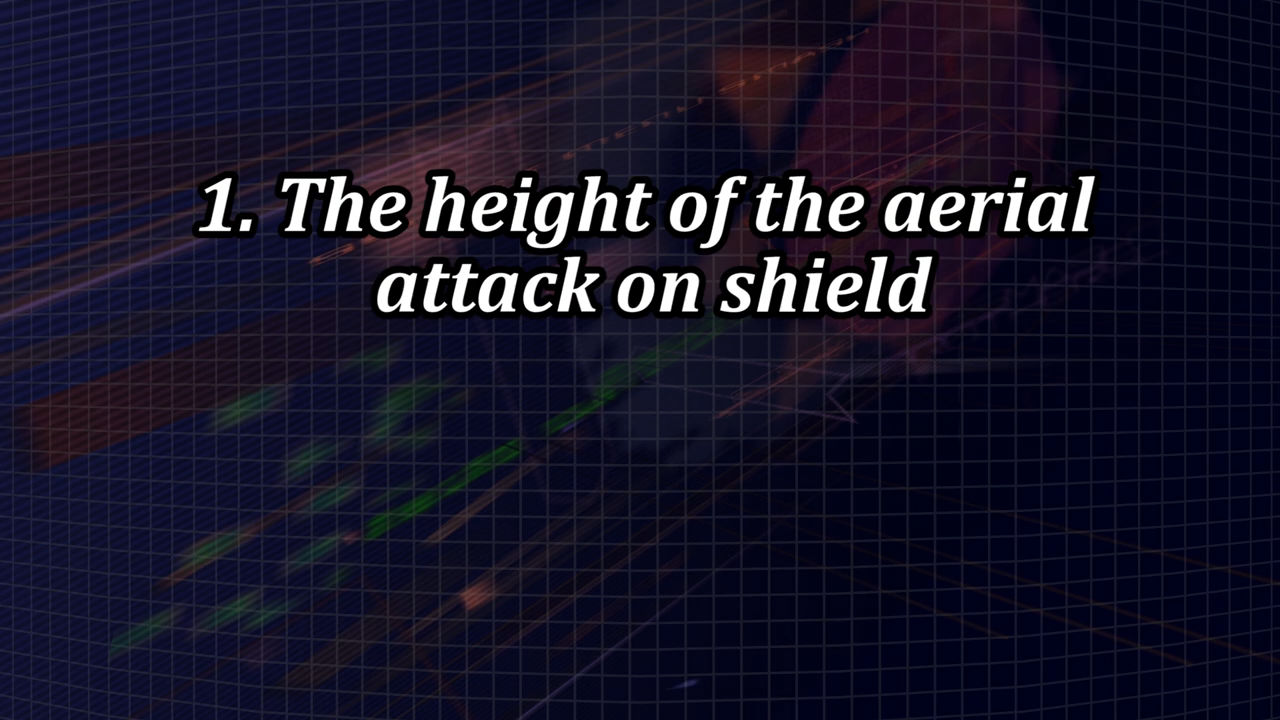 1. The height of the aerial
attack on shield